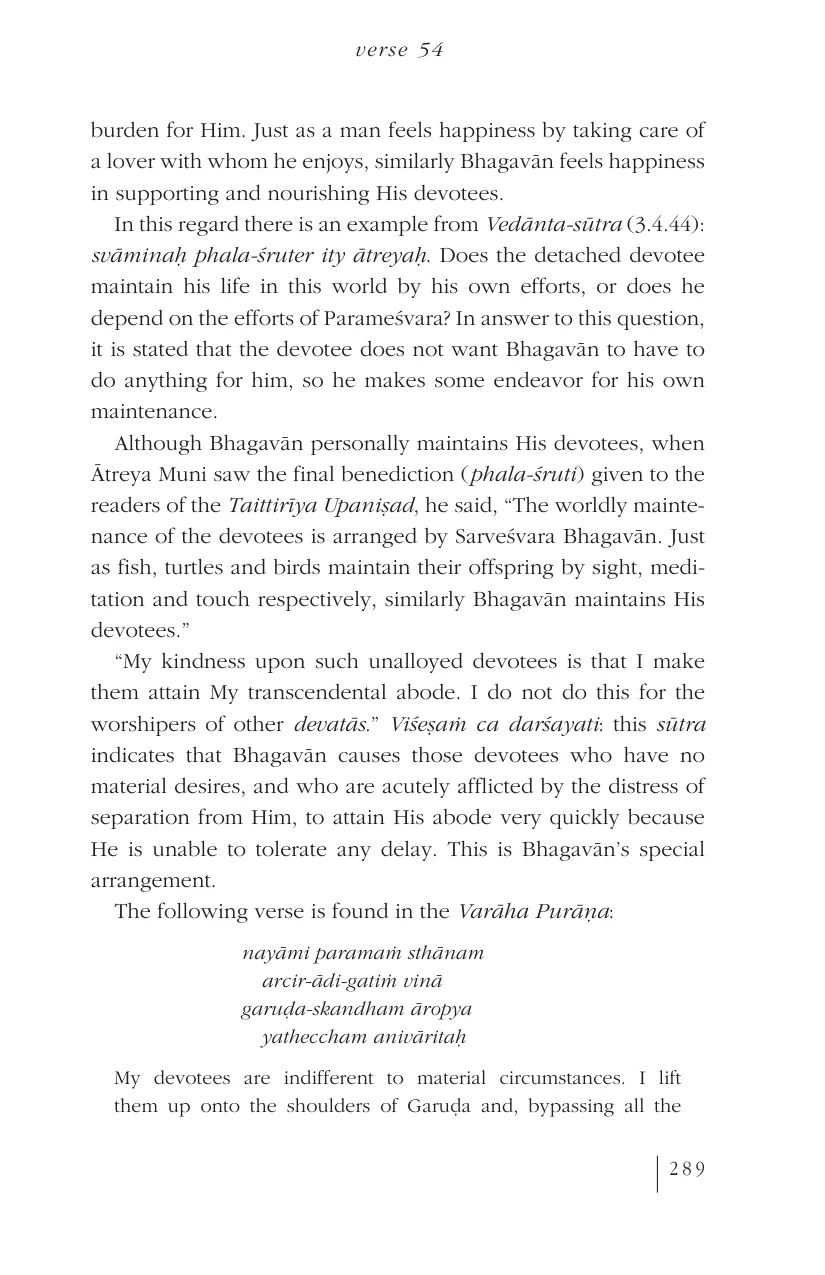 verse 54
burden for Him. Just as a man feels happiness by taking care of
a lover with whom he enjoys, similarly Bhagavān feels happiness
in supporting and nourishing His devotees.
In this regard there is an example from Vedānta-sūtra (3.4.44):
svāminaḥ phala-śruter ity ātreyaḥ. Does the detached devotee
maintain his life in this world by his own efforts, or does he
depend on the efforts of Parameśvara? In answer to this question,
it is stated that the devotee does not want Bhagavān to have to
do anything for him, so he makes some endeavor for his own
maintenance.
Although Bhagavān personally maintains His devotees, when
Ātreya Muni saw the final benediction (phala-śruti) given to the
readers of the Taittirīya Upaniṣad, he said, “The worldly mainte-
nance of the devotees is arranged by Sarveśvara Bhagavān. Just
as fish, turtles and birds maintain their offspring by sight, medi-
tation and touch respectively, similarly Bhagavān maintains His
devotees.”
“My kindness upon such unalloyed devotees is that I make
them attain My transcendental abode. I do not do this for the
worshipers of other devatās.” Viśeṣaṁ ca darśayati: this sūtra
indicates that Bhagavān causes those devotees who have no
material desires, and who are acutely afflicted by the distress of
separation from Him, to attain His abode very quickly because
He is unable to tolerate any delay. This is Bhagavān’s special
arrangement.
The following verse is found in the Varāha Purāṇa:
nayāmi paramaṁ sthānam
arcir-ādi-gatiṁ vinā
garuḍa-skandham āropya
yatheccham anivāritaḥ
My devotees are indifferent to material circumstances. I lift
them up onto the shoulders of Garuḍa and, bypassing all the
289